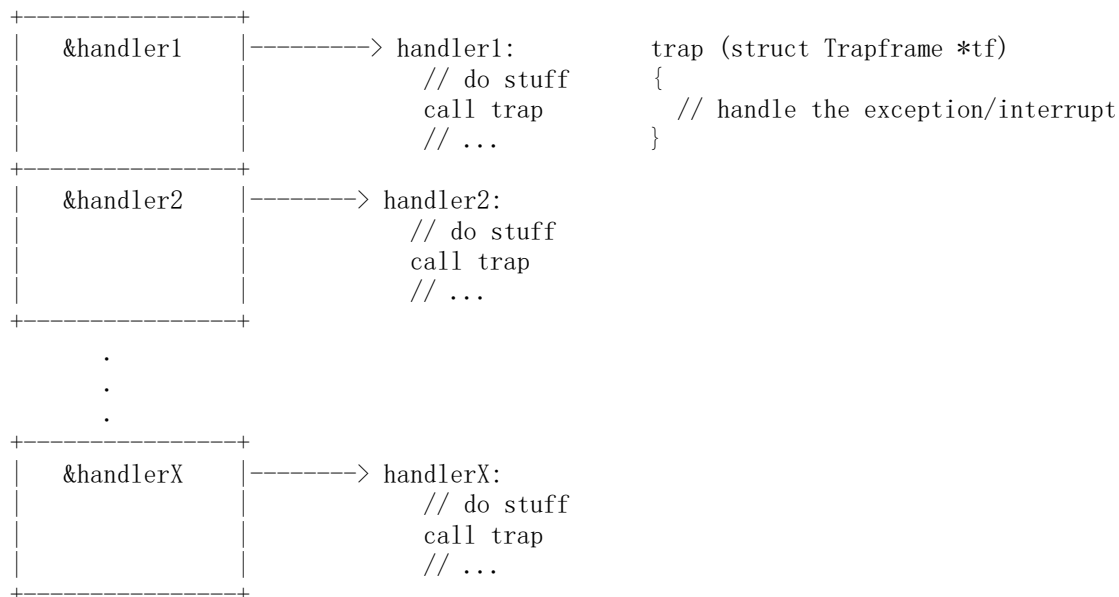 &handler1 ---------> handler1: trap (struct Trapframe *tf)
// do stuff {
call trap // handle the exception/interrupt
// ... }
&handler2 --------> handler2:
// do stuff
call trap
// ...
.
.
.
&handlerX --------> handlerX:
// do stuff
call trap
// ...